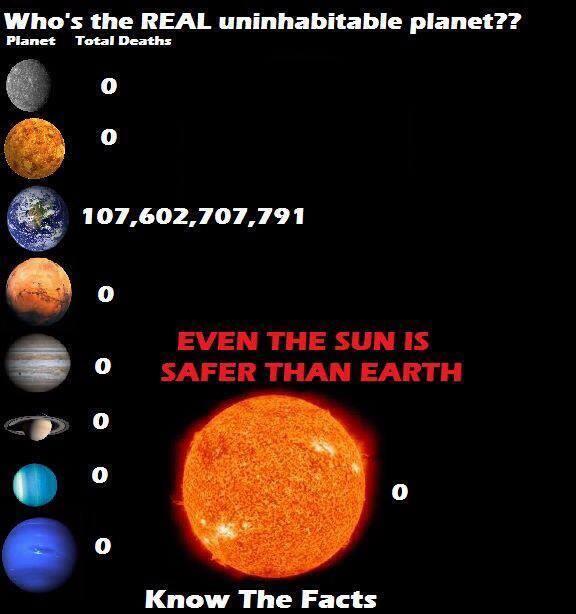 Who's the REAL uninhabitable planet??
Planet Total Deaths
0
0
107,602,707,791
0
EVEN THE SUN IS
SAFER THAN EARTH
0
0
0
0
0
Know The Facts